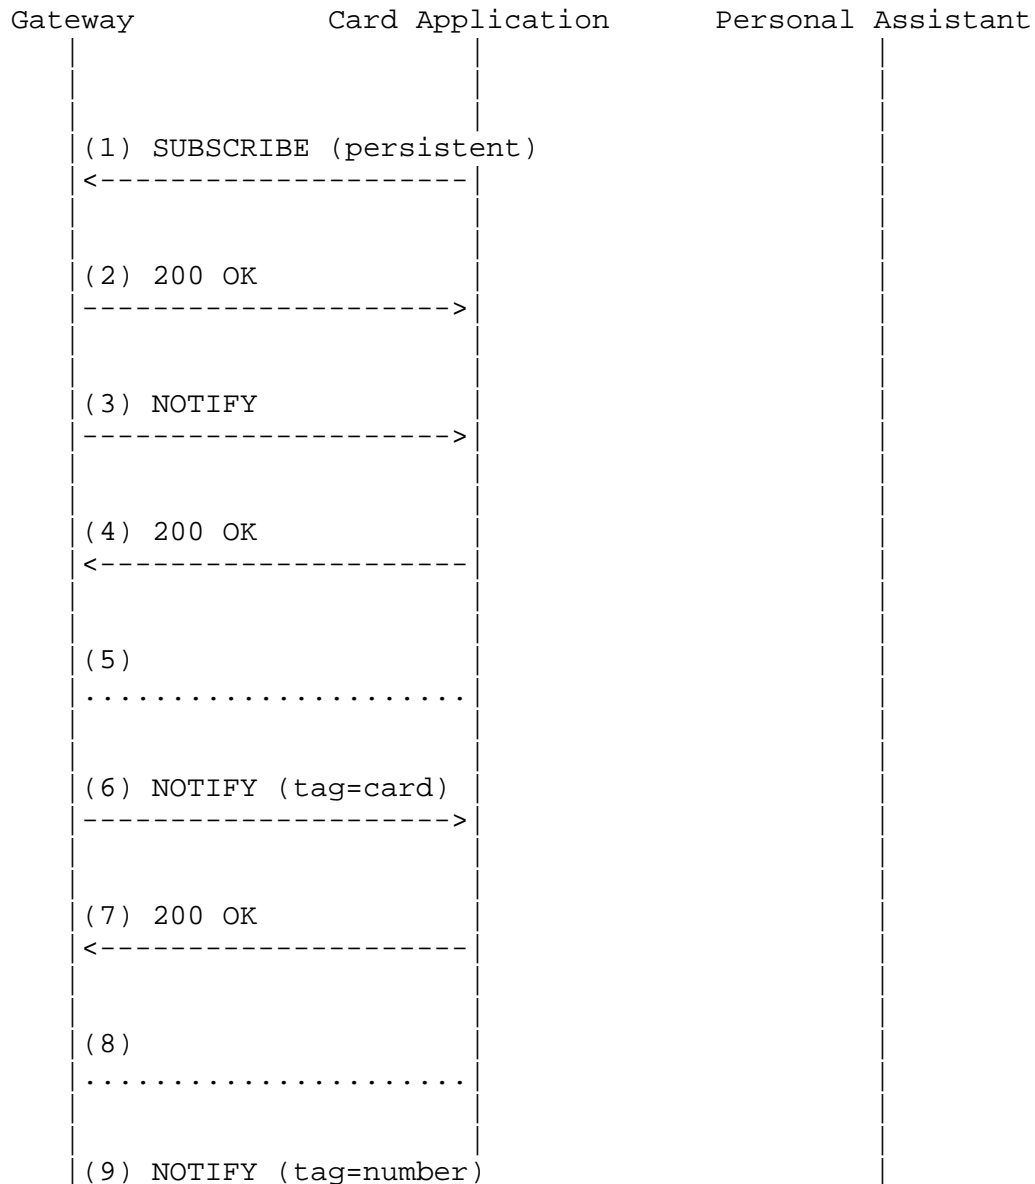 Gateway Card Application Personal Assistant
(1) SUBSCRIBE (persistent)
<---------------------
(2) 200 OK
--------------------->
(3) NOTIFY
--------------------->
(4) 200 OK
<---------------------
(5)
......................
(6) NOTIFY (tag=card)
--------------------->
(7) 200 OK
<---------------------
(8)
......................
(9) NOTIFY (tag=number)